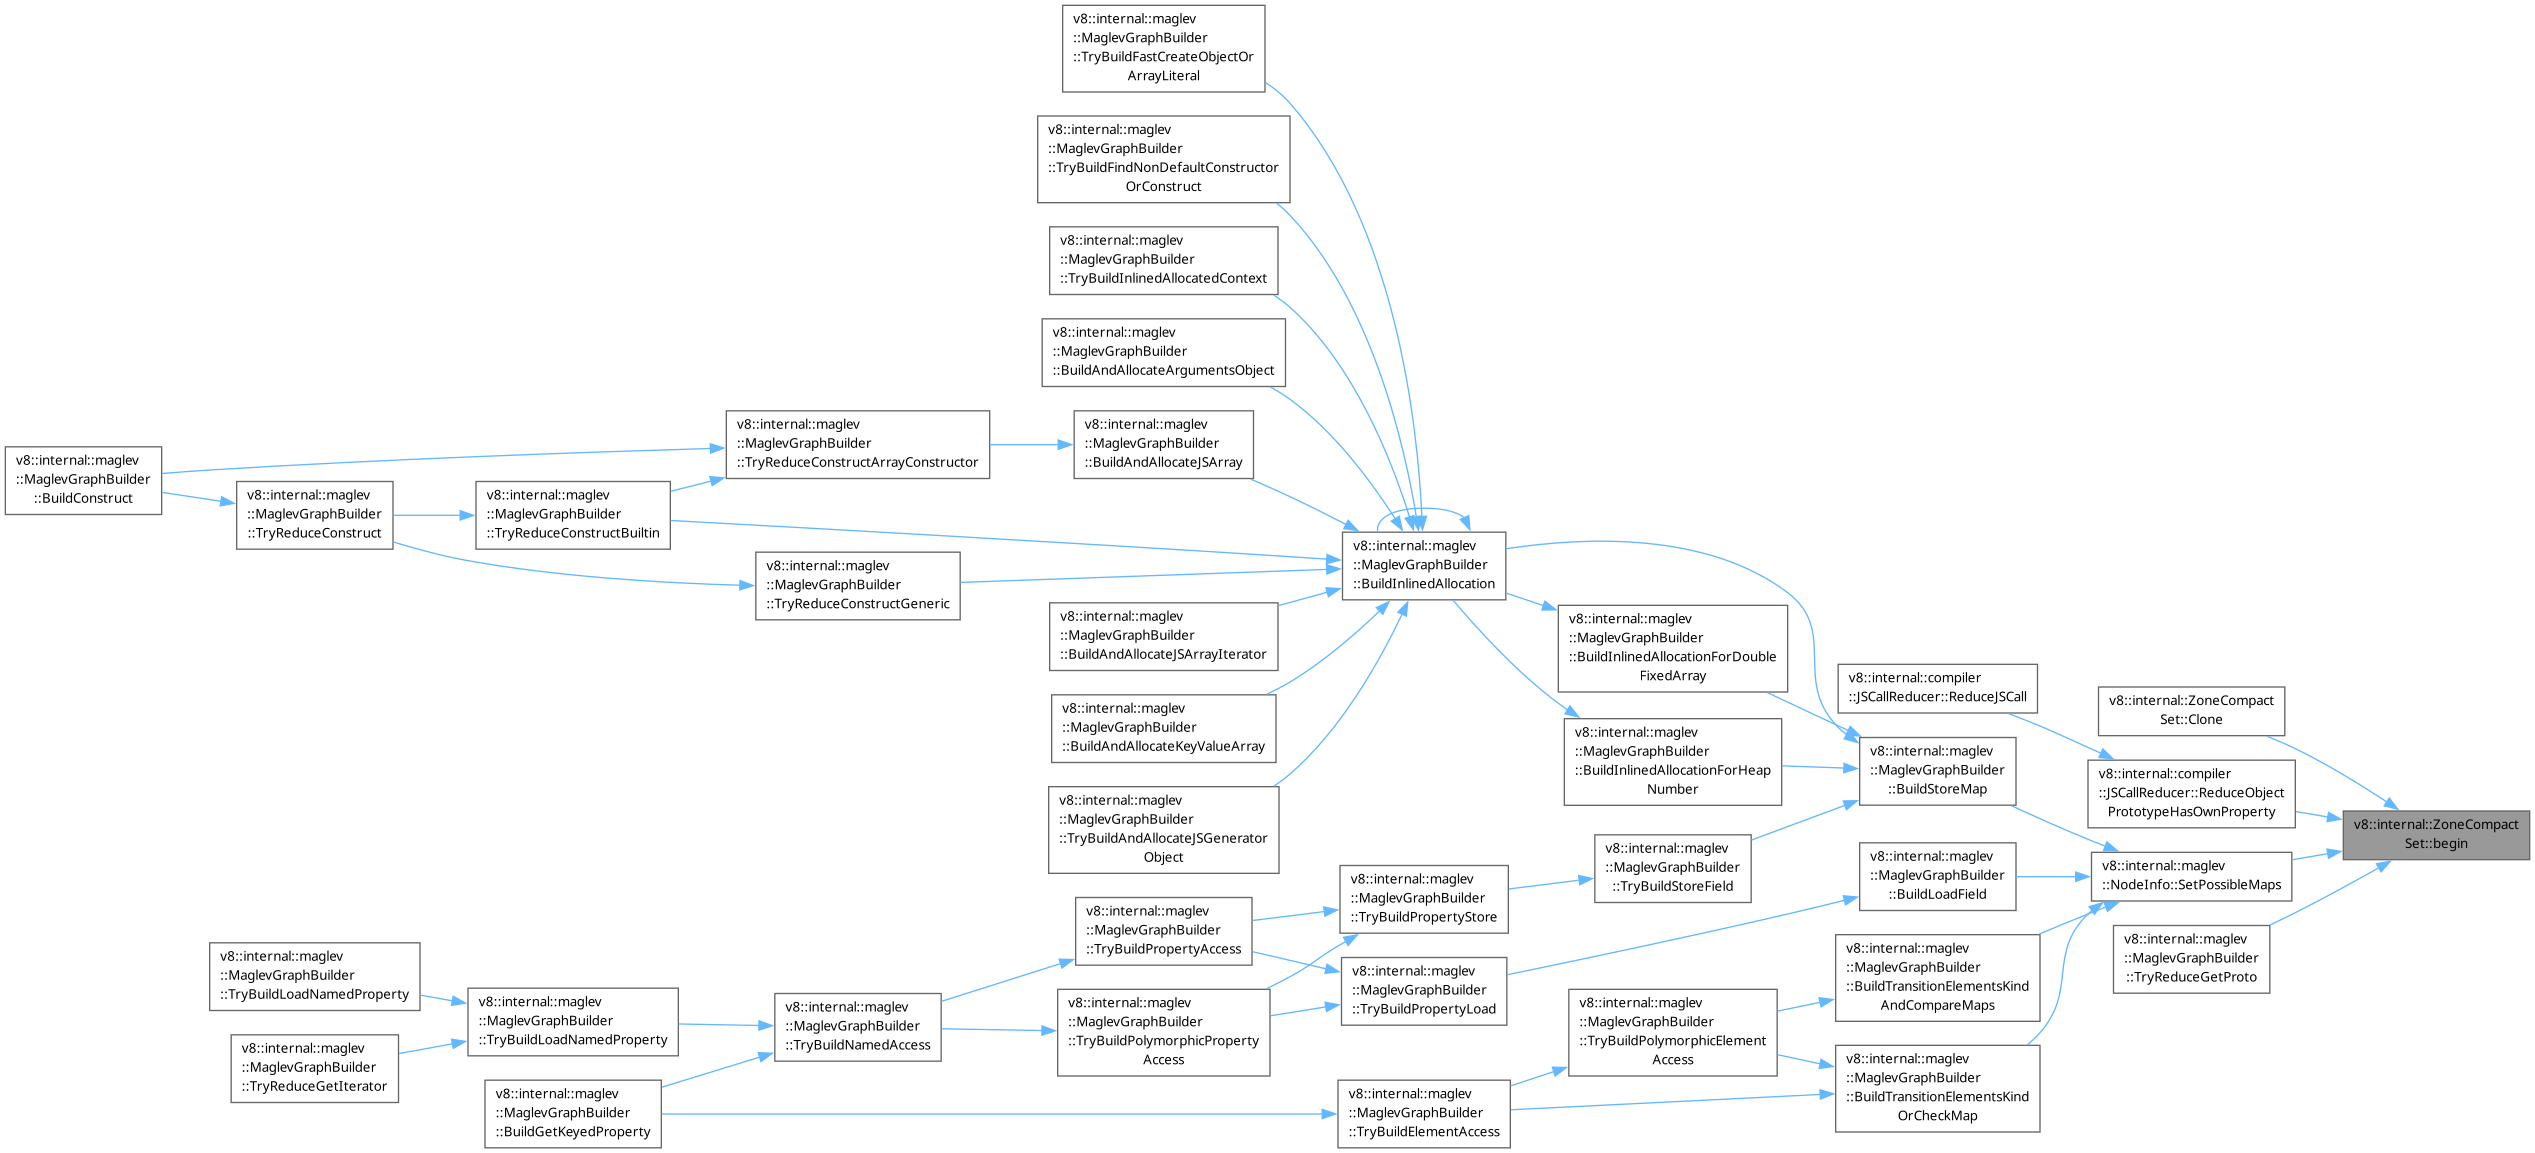 v8::internal::maglev
::MaglevGraphBuilder
::TryBuildFastCreateObjectOr
ArrayLiteral
v8::internal::maglev
::MaglevGraphBuilder
::TryBuildFindNonDefaultConstructor
OrConstruct
v8::internal::maglev
::MaglevGraphBuilder
::TryBuildInlinedAllocatedContext
v8::internal::maglev
::MaglevGraphBuilder
::BuildAndAllocateArgumentsObject
v8::internal::maglev
::MaglevGraphBuilder
::BuildConstruct
v8::internal::maglev
::MaglevGraphBuilder
::TryReduceConstruct
v8::internal::maglev
::MaglevGraphBuilder
::TryReduceConstructBuiltin
v8::internal::maglev
::MaglevGraphBuilder
::TryReduceConstructArrayConstructor
v8::internal::maglev
::MaglevGraphBuilder
::BuildAndAllocateJSArray
v8::internal::maglev
::MaglevGraphBuilder
::TryReduceConstructGeneric
v8::internal::maglev
::MaglevGraphBuilder
::BuildInlinedAllocation
v8::internal::maglev
::MaglevGraphBuilder
::BuildAndAllocateJSArrayIterator
v8::internal::maglev
::MaglevGraphBuilder
::BuildAndAllocateKeyValueArray
v8::internal::maglev
::MaglevGraphBuilder
::TryBuildAndAllocateJSGenerator
Object
v8::internal::maglev
::MaglevGraphBuilder
::BuildInlinedAllocationForDouble
FixedArray
v8::internal::maglev
::MaglevGraphBuilder
::BuildInlinedAllocationForHeap
Number
v8::internal::compiler
::JSCallReducer::ReduceJSCall
v8::internal::maglev
::MaglevGraphBuilder
::BuildStoreMap
v8::internal::ZoneCompact
Set::Clone
v8::internal::compiler
::JSCallReducer::ReduceObject
PrototypeHasOwnProperty
v8::internal::ZoneCompact
Set::begin
v8::internal::maglev
::NodeInfo::SetPossibleMaps
v8::internal::maglev
::MaglevGraphBuilder
::TryReduceGetProto
v8::internal::maglev
::MaglevGraphBuilder
::BuildLoadField
v8::internal::maglev
::MaglevGraphBuilder
::TryBuildStoreField
v8::internal::maglev
::MaglevGraphBuilder
::TryBuildPropertyStore
v8::internal::maglev
::MaglevGraphBuilder
::TryBuildPropertyAccess
v8::internal::maglev
::MaglevGraphBuilder
::TryBuildPropertyLoad
v8::internal::maglev
::MaglevGraphBuilder
::TryBuildPolymorphicProperty
Access
v8::internal::maglev
::MaglevGraphBuilder
::TryBuildNamedAccess
v8::internal::maglev
::MaglevGraphBuilder
::TryBuildLoadNamedProperty
v8::internal::maglev
::MaglevGraphBuilder
::TryBuildLoadNamedProperty
v8::internal::maglev
::MaglevGraphBuilder
::TryReduceGetIterator
v8::internal::maglev
::MaglevGraphBuilder
::BuildGetKeyedProperty
v8::internal::maglev
::MaglevGraphBuilder
::BuildTransitionElementsKind
AndCompareMaps
v8::internal::maglev
::MaglevGraphBuilder
::TryBuildPolymorphicElement
Access
v8::internal::maglev
::MaglevGraphBuilder
::BuildTransitionElementsKind
OrCheckMap
v8::internal::maglev
::MaglevGraphBuilder
::TryBuildElementAccess